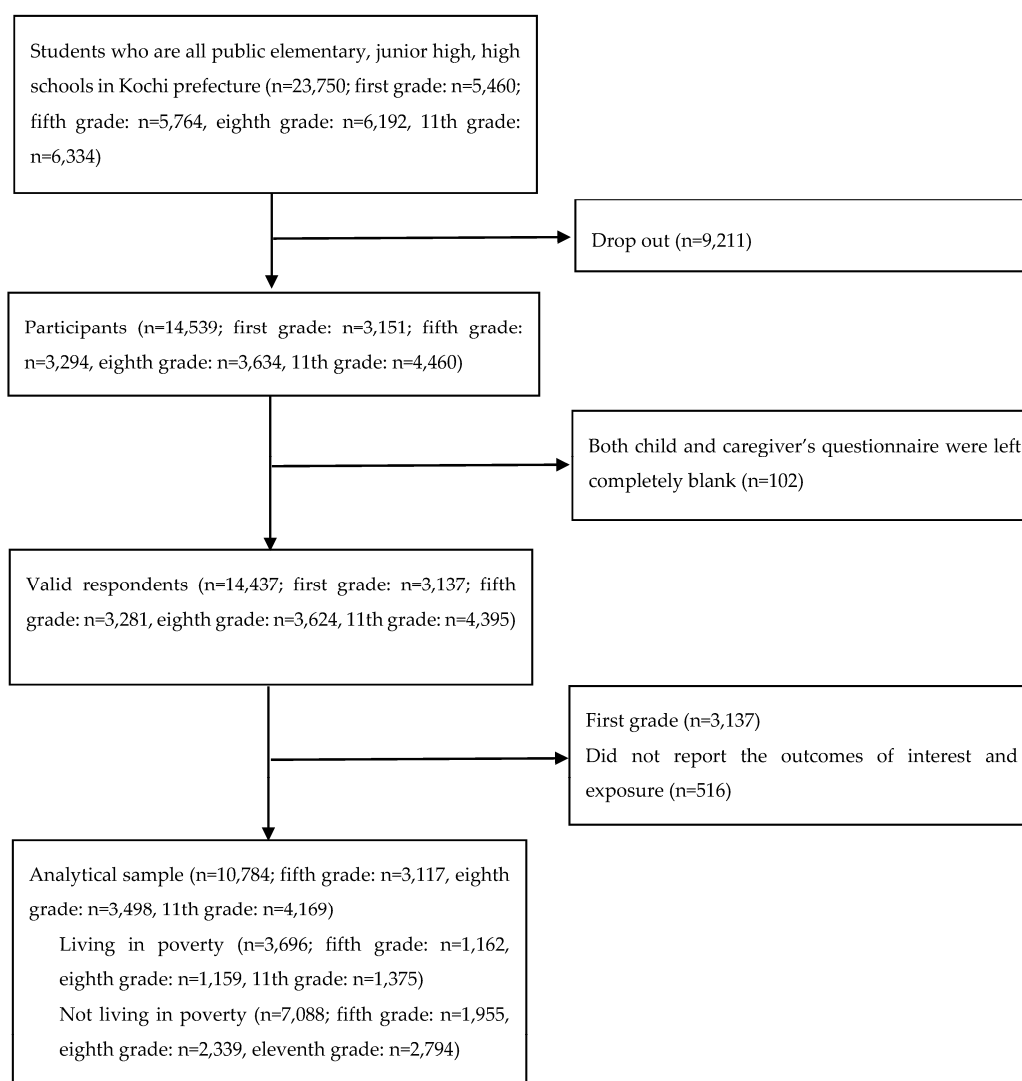 Students who are all public elementary, junior high, high
schools in Kochi prefecture (n=23,750; first grade: n=5,460;
fifth grade: n=5,764, eighth grade: n=6,192, 11th grade:
n=6,334)
Drop out (n=9,211)
Participants (n=14,539; first grade: n=3,151; fifth grade:
n=3,294, eighth grade: n=3,634, 11th grade: n=4,460)
Both child and caregiver’s questionnaire were left
completely blank (n=102)
Valid respondents (n=14,437; first grade: n=3,137; fifth
grade: n=3,281, eighth grade: n=3,624, 11th grade: n=4,395)
First grade (n=3,137)
Did not report the outcomes of interest and
exposure (n=516)
Analytical sample (n=10,784; fifth grade: n=3,117, eighth
grade: n=3,498, 11th grade: n=4,169)
Living in poverty (n=3,696; fifth grade: n=1,162,
eighth grade: n=1,159, 11th grade: n=1,375)
Not living in poverty (n=7,088; fifth grade: n=1,955,
eighth grade: n=2,339, eleventh grade: n=2,794)